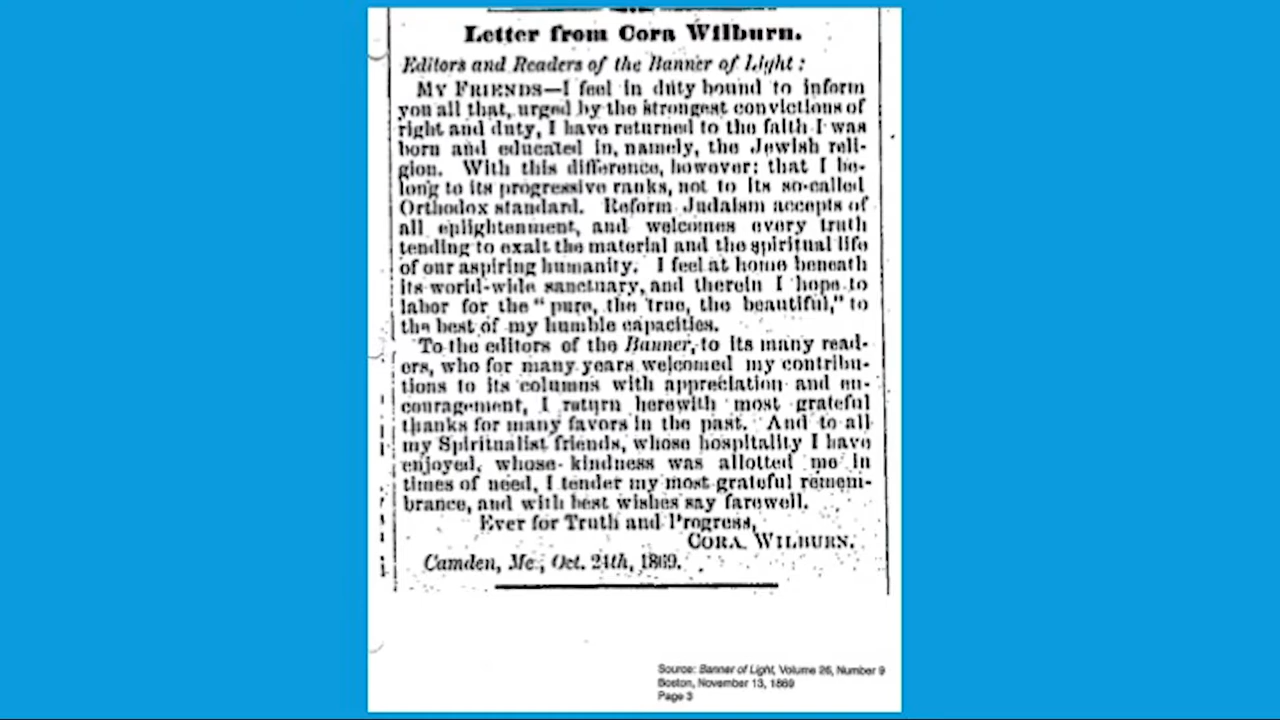 Letter from Cora Wilburn.
Editors and Readers of the Banner of Light:
MY FRIENDS—I feel in duty bound to inform
you all that, urged by the strongest convictions of
right and duty, I have returned to the faith I was
born and educated in, namely, the Jewish reli-
gion. With this difference, however: that I be-
long to its progressive ranks, not to its so-called
Orthodox standard. Reform Judaism accepts of
all enlightenment, and welcomes every truth
tending to exalt the material and the spiritual life
of our aspiring humanity. I feel at home beneath
its world-wide sanctuary, and therein I hope to
labor for the "pure, the true, the beautiful," to
the best of my humble capacities.
To the editors of the Banner, to its many read-
ers, who for many years welcomed my contribu-
tions to its columns with appreciation and en-
couragement, I return herewith most grateful
thanks for many favors in the past. And to all
my Spiritualist friends, whose hospitality I have
enjoyed, whose kindness was allotted me in
times of need, I tender my most grateful remem-
brance, and with best wishes say farewell.
Ever for Truth and Progress,
CORA WILBURN.
Camden, Me., Oct. 24th, 1869.
Source: Banner of Light, Volume 26, Number 9
Boston, November 13, 1869
Page 3